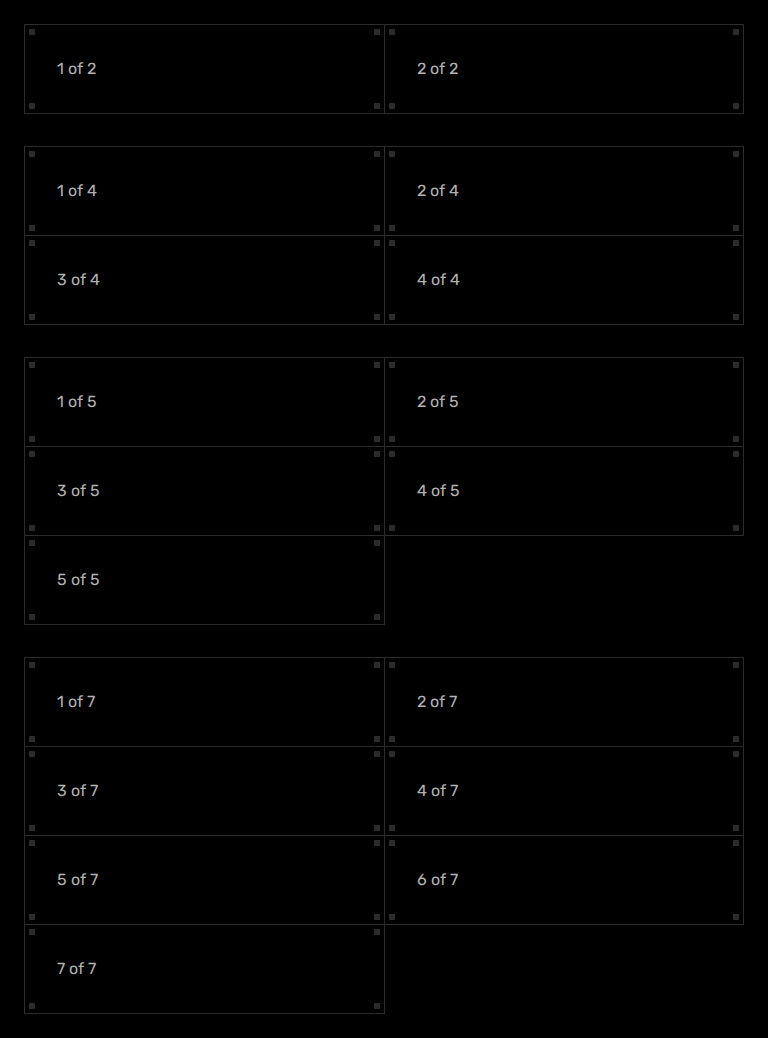 1 of 2
2 of 2
1 of 4
2 of 4
3 of 4
4 of 4
1 of 5
2 of 5
3 of 5
4 of 5
5 of 5
1 of 7
2 of 7
3 of 7
4 of 7
5 of 7
6 of 7
7 of 7